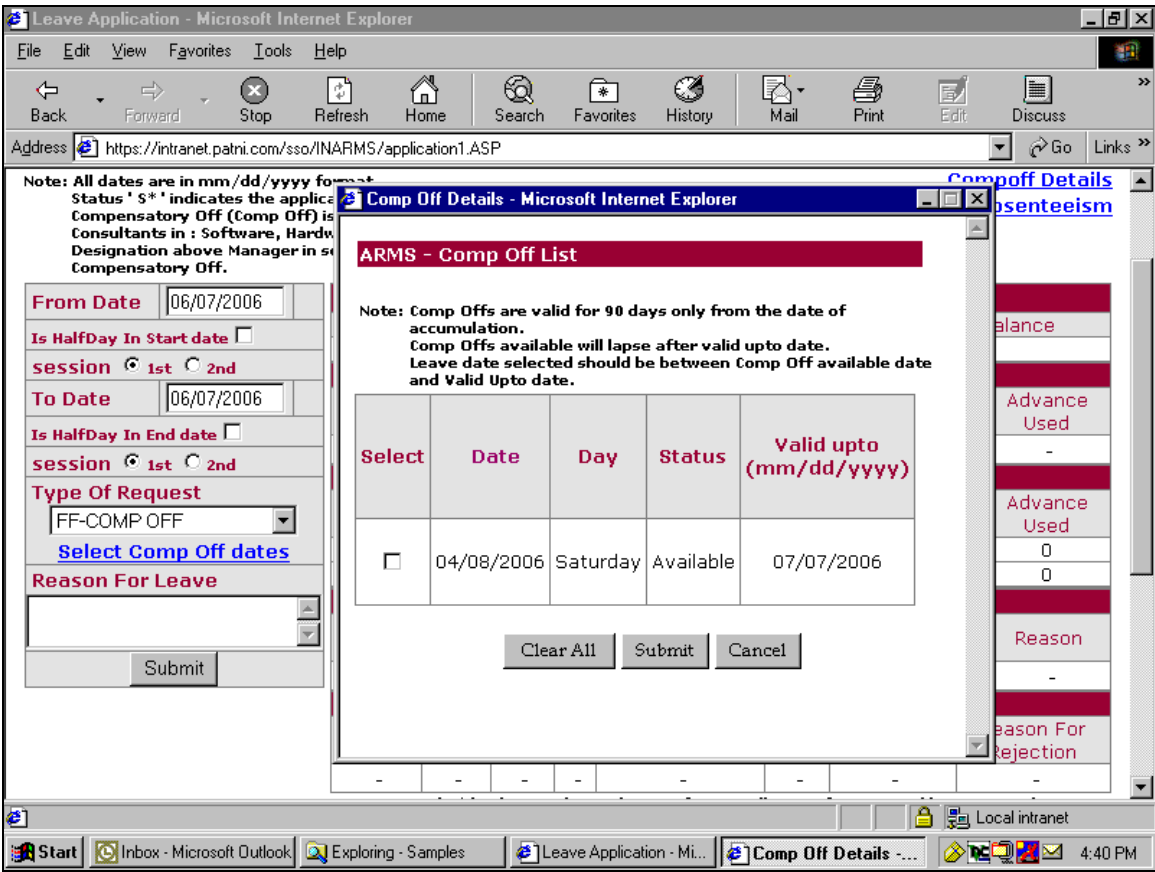 Leave Application - Microsoft Internet Explorer
File Edit View Favorites Tools Help
Back Forward Stop Refresh Home Search Favorites History Mail Print Edit Discuss »
Address https://intranet.patni.com/sso/INARMS/application1.ASP Go Links »
Note: All dates are in mm/dd/yyyy format
Status ' S* ' indicates the applica
Compensatory Off (Comp Off) is
Consultants in : Software, Hardw
Designation above Manager in se
Compensatory Off.
Compoff Details
bsenteeism
From Date 06/07/2006
Is HalfDay In Start date
session 1st 2nd
To Date 06/07/2006
Is HalfDay In End date
session 1st 2nd
Type Of Request
FF-COMP OFF
Select Comp Off dates
Reason For Leave
Submit
Comp Off Details - Microsoft Internet Explorer
ARMS - Comp Off List
Note: Comp Offs are valid for 90 days only from the date of
accumulation.
Comp Offs available will lapse after valid upto date.
Leave date selected should be between Comp Off available date
and Valid Upto date.
Select Date Day Status Valid upto
(mm/dd/yyyy)
04/08/2006 Saturday Available 07/07/2006
Clear All Submit Cancel
alance
Advance
Used
-
Advance
Used
0
0
Reason
-
eason For
Rejection
- - - - - - - -
Local intranet
Start Inbox - Microsoft Outlook Exploring - Samples Leave Application - Mi... Comp Off Details -... 4:40 PM